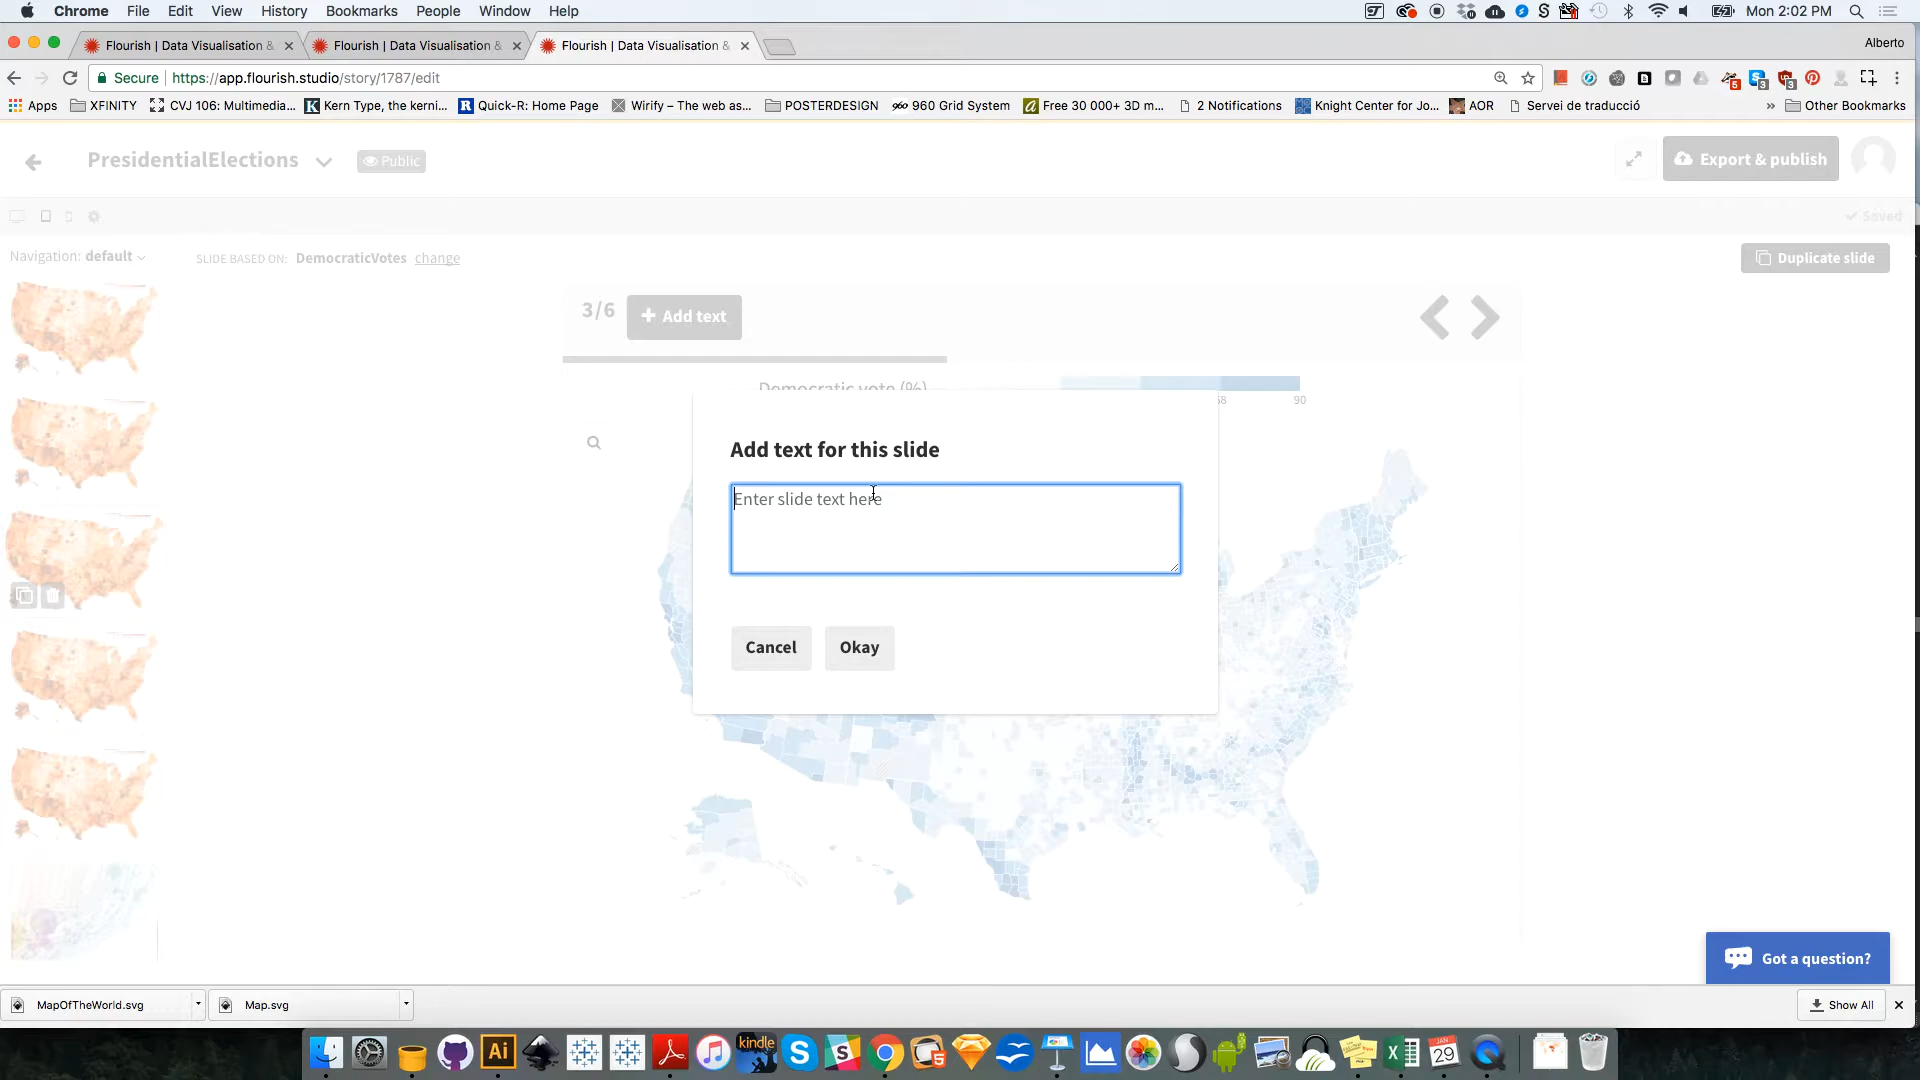 Chrome File Edit View History Bookmarks People Window Help Mon 2:02 PM
Flourish | Data Visualisation & Flourish | Data Visualisation & Flourish | Data Visualisation & Alberto
Secure https://app.flourish.studio/story/1787/edit
Apps XFINITY CVJ 106: Multimedia... Kern Type, the kerni... Quick-R: Home Page Wirify – The web as... POSTERDESIGN 960 Grid System Free 30 000+ 3D m... 2 Notifications Knight Center for Jo... AOR Servei de traducció » Other Bookmarks
PresidentialElections Public Export & publish
Saved
Navigation: default SLIDE BASED ON: DemocraticVotes change Duplicate slide
3/6 + Add text
Democratic vote (%)
58 90
Add text for this slide
Enter slide text here
Cancel Okay
Got a question?
MapOfTheWorld.svg Map.svg Show All
Ai kindle 29